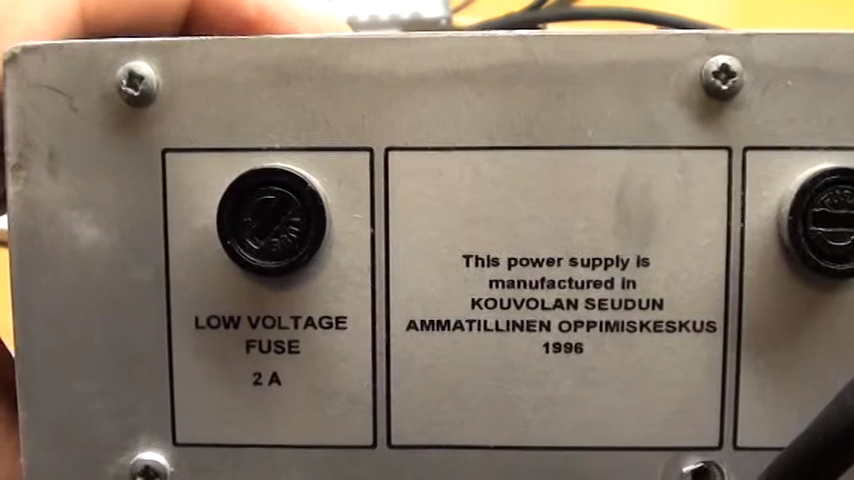 LOW VOLTAGE
FUSE
2 A
This power supply is
manufactured in
KOUVOLAN SEUDUN
AMMATILLINEN OPPIMISKESKUS
1996